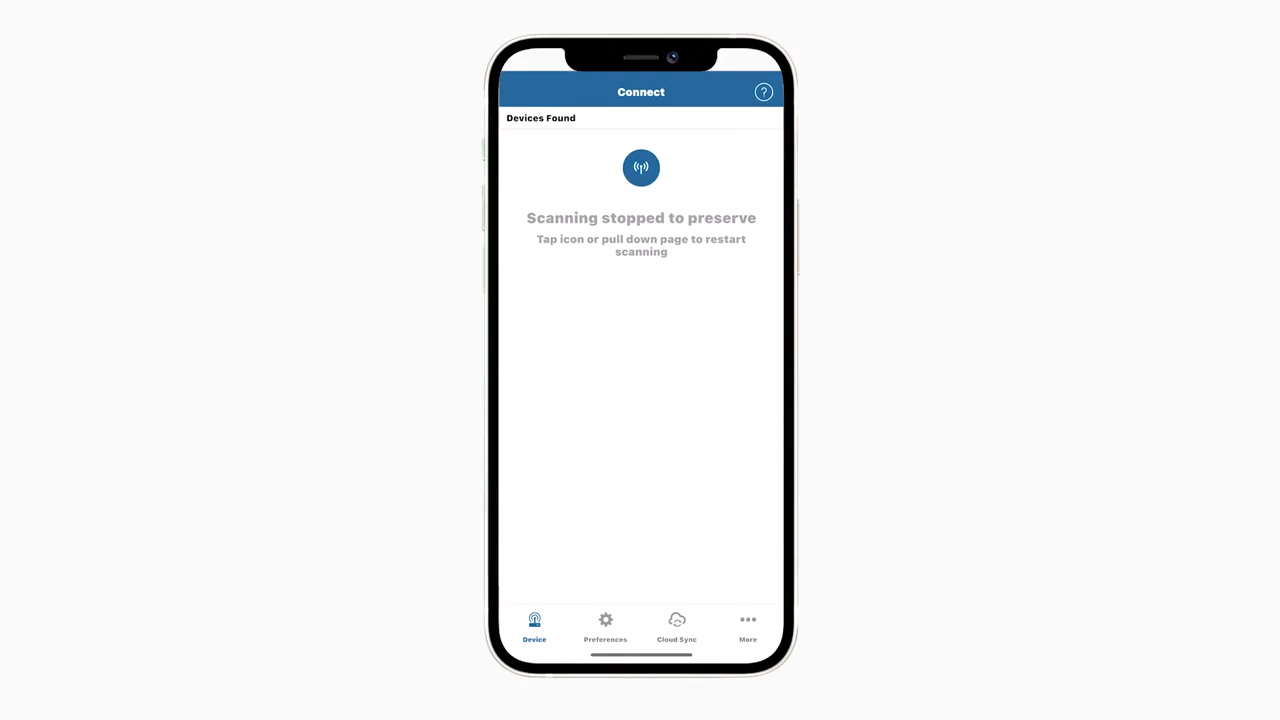 Connect
?
Devices Found
Scanning stopped to preserve
Tap icon or pull down page to restart
scanning
Device
Preferences
Cloud Sync
More